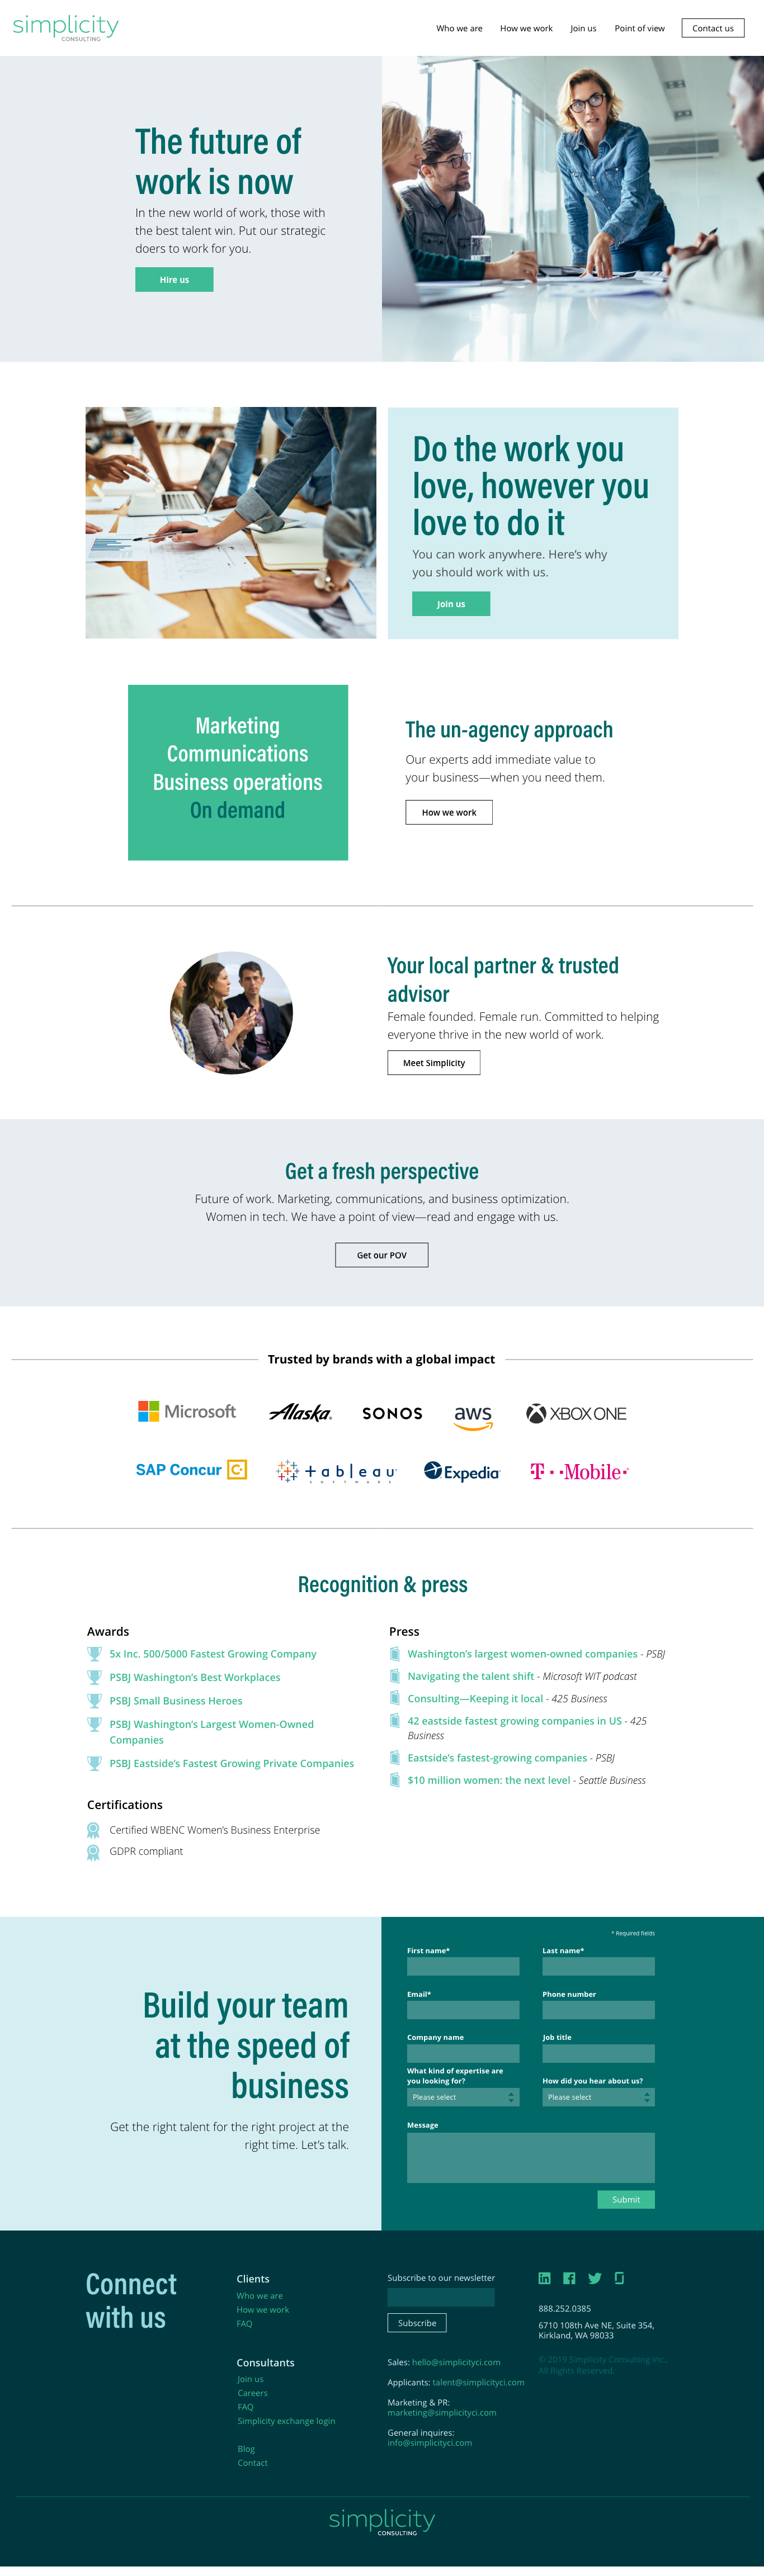 simplicity
CONSULTING
Who we are
How we work
Join us
Point of view
Contact us
The future of
work is now
In the new world of work, those with
the best talent win. Put our strategic
doers to work for you.
Hire us
Do the work you
love, however you
love to do it
You can work anywhere. Here's why
you should work with us.
Join us
Marketing
Communications
Business operations
On demand
The un-agency approach
Our experts add immediate value to
your business—when you need them.
How we work
Your local partner & trusted
advisor
Female founded. Female run. Committed to helping
everyone thrive in the new world of work.
Meet Simplicity
Get a fresh perspective
Future of work. Marketing, communications, and business optimization.
Women in tech. We have a point of view—read and engage with us.
Get our POV
Trusted by brands with a global impact
Microsoft
Alaska
SONOS
aws
XBOX ONE
SAP Concur C
tableau
SOFTWARE
Expedia
T Mobile
Recognition & press
Awards
5x Inc. 500/5000 Fastest Growing Company
PSBJ Washington's Best Workplaces
PSBJ Small Business Heroes
PSBJ Washington's Largest Women-Owned
Companies
PSBJ Eastside's Fastest Growing Private Companies
Certifications
Certified WBENC Women's Business Enterprise
GDPR compliant
Press
Washington's largest women-owned companies - PSBJ
Navigating the talent shift - Microsoft WIT podcast
Consulting—Keeping it local - 425 Business
42 eastside fastest growing companies in US - 425
Business
Eastside's fastest-growing companies - PSBJ
$10 million women: the next level - Seattle Business
Build your team
at the speed of
business
Get the right talent for the right project at the
right time. Let's talk.
* Required fields
First name*
Last name*
Email*
Phone number
Company name
Job title
What kind of expertise are
you looking for?
How did you hear about us?
Please select
Please select
Message
Submit
Connect
with us
Clients
Who we are
How we work
FAQ
Consultants
Join us
Careers
FAQ
Simplicity exchange login
Blog
Contact
Subscribe to our newsletter
Subscribe
Sales: hello@simplicityci.com
Applicants: talent@simplicityci.com
Marketing & PR:
marketing@simplicityci.com
General inquires:
info@simplicityci.com
888.252.0385
6710 108th Ave NE, Suite 354,
Kirkland, WA 98033
© 2019 Simplicity Consulting Inc.,
All Rights Reserved.
simplicity
CONSULTING